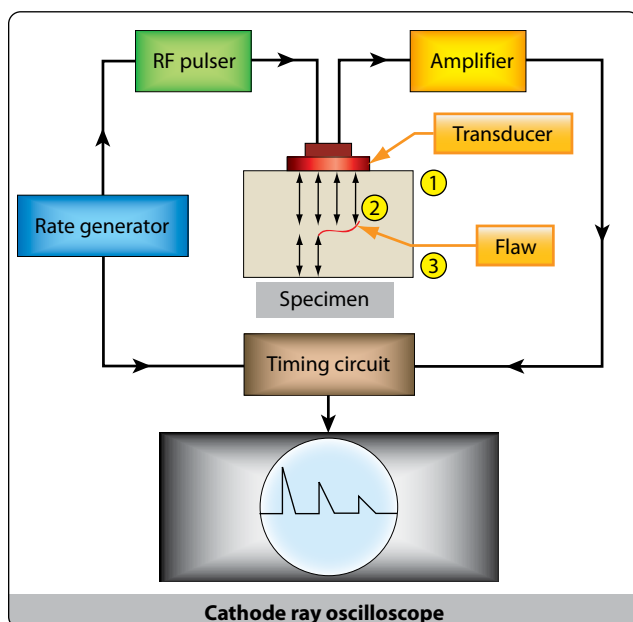 RF pulser
Amplifier
Transducer
1
2
Rate generator
Flaw
3
Specimen
Timing circuit
Cathode ray oscilloscope